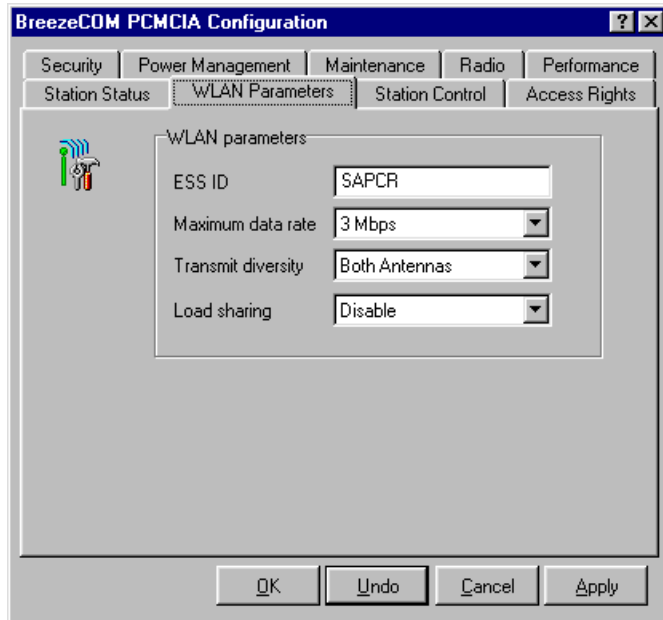 BreezeCOM PCMCIA Configuration
Security Power Management Maintenance Radio Performance
Station Status WLAN Parameters Station Control Access Rights
WLAN parameters
ESS ID SAPCR
Maximum data rate 3 Mbps
Transmit diversity Both Antennas
Load sharing Disable
OK Undo Cancel Apply